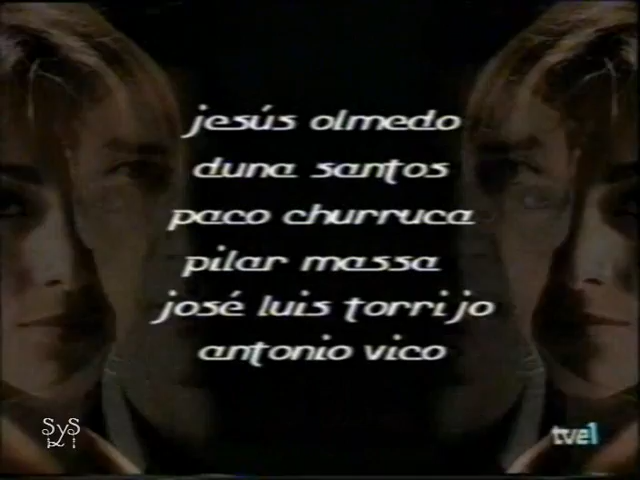 jesús olmedo
duna santos
paco churruca
pilar massa
josé luis torrijo
antonio vico
SyS
tve1